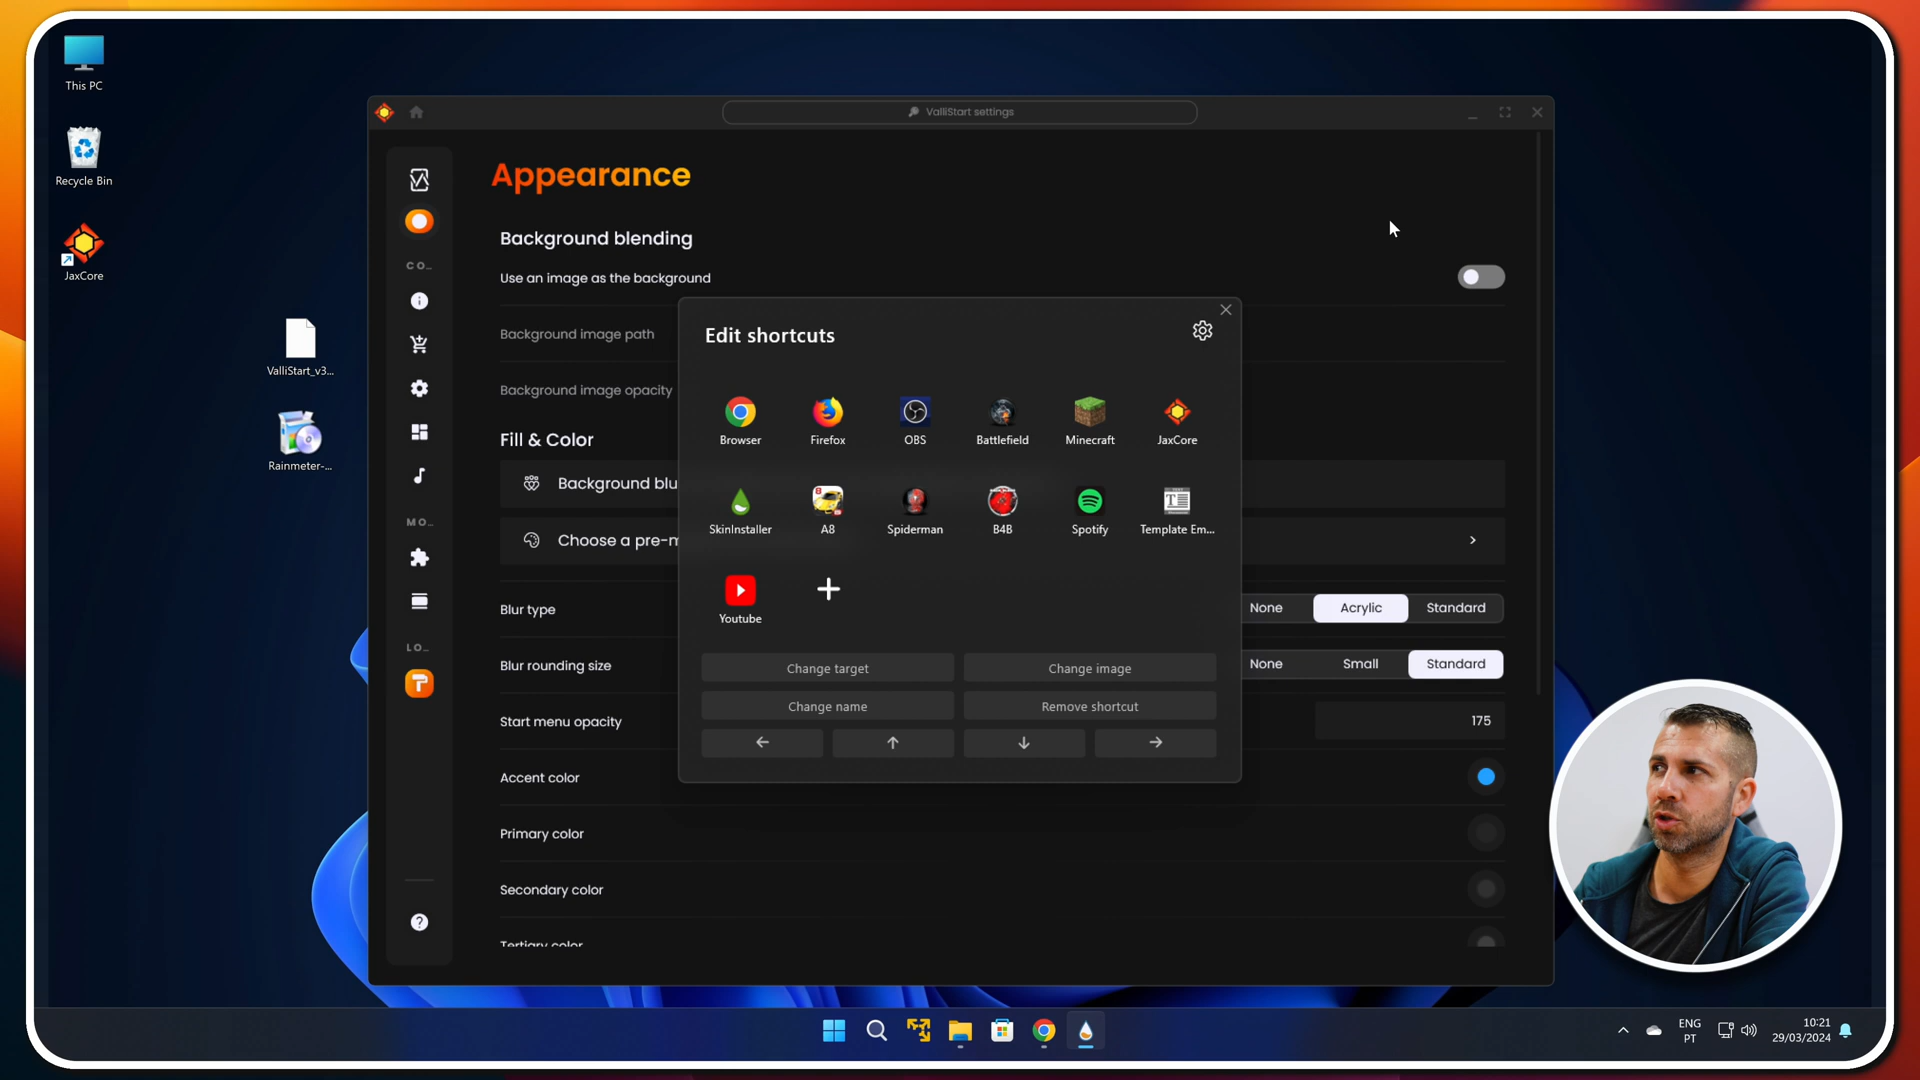 This PC
Recycle Bin
JaxCore
ValliStart_v3...
Rainmeter-...
ValliStart settings
Appearance
Background blending
Use an image as the background
Background image path
Background image opacity
Fill & Color
Background blu
Choose a pre-m
Blur type
None
Acrylic
Standard
Blur rounding size
None
Small
Standard
Start menu opacity
175
Accent color
Primary color
Secondary color
Tertiary color
CO...
MO...
LO...
Edit shortcuts
Browser
Firefox
OBS
Battlefield
Minecraft
JaxCore
SkinInstaller
A8
Spiderman
B4B
Spotify
Template Em...
Youtube
Change target
Change image
Change name
Remove shortcut
ENG
PT
10:21
29/03/2024